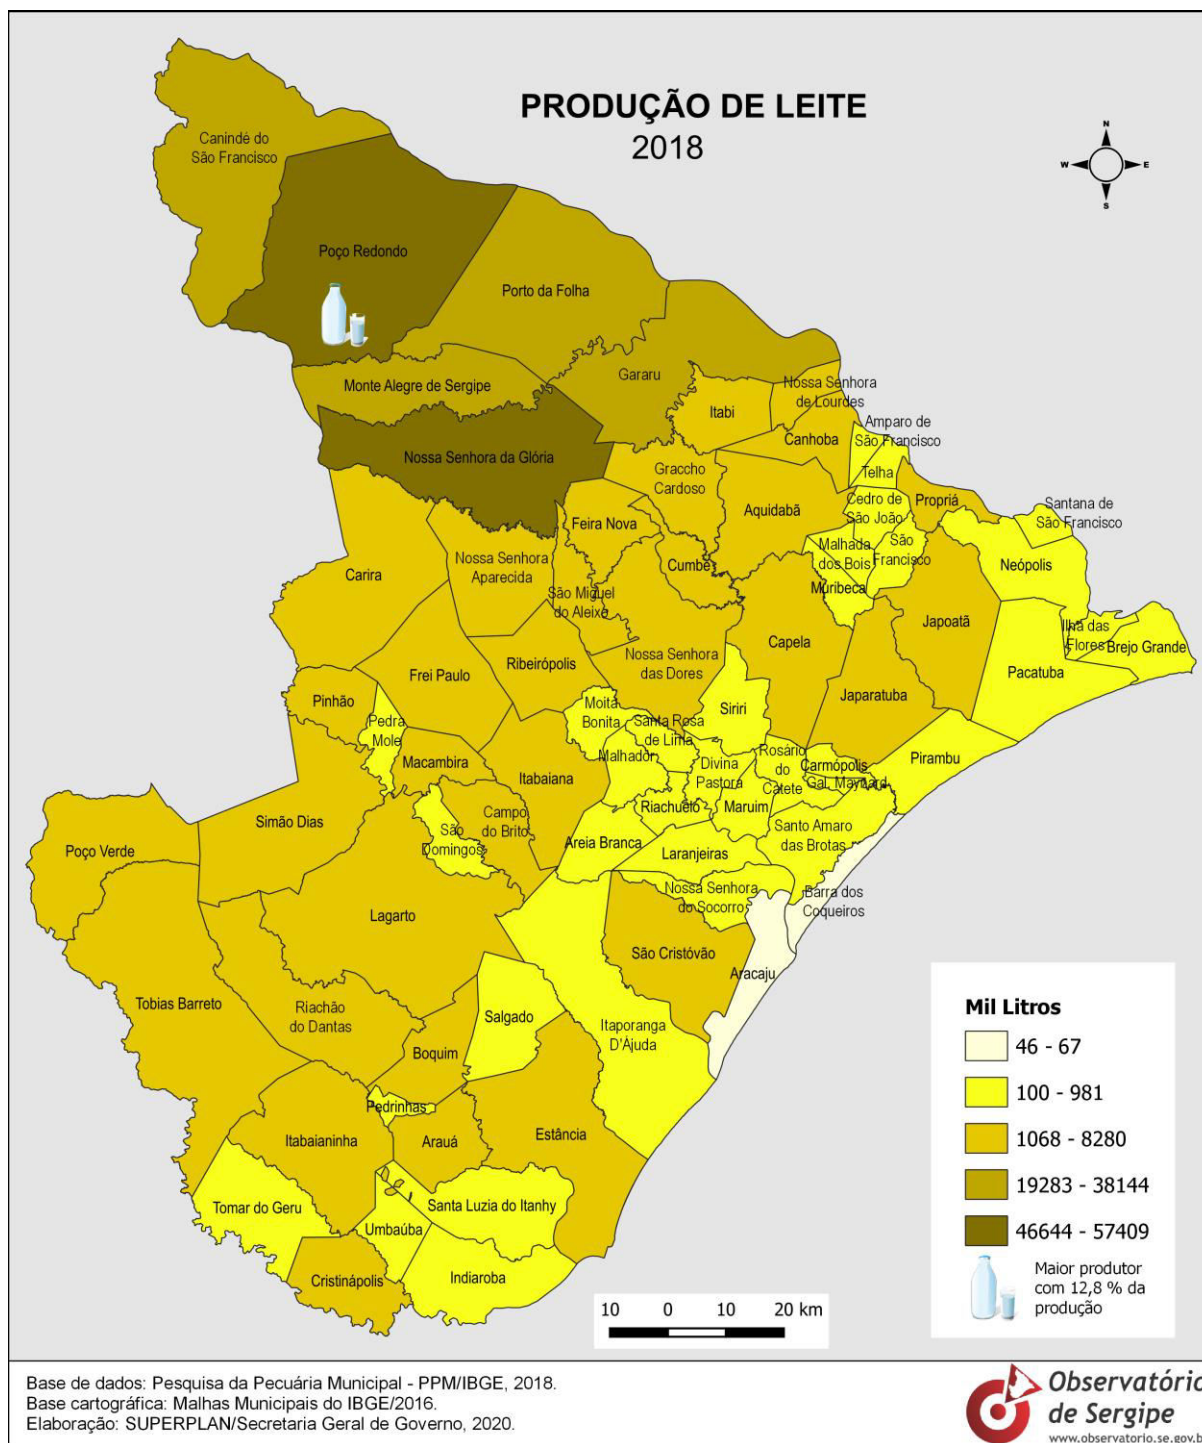 PRODUÇÃO DE LEITE
2018
N
W
E
S
Canindé do
São Francisco
Poço Redondo
Porto da Folha
Monte Alegre de Sergipe
Gararu
Nossa Senhora
de Lourdes
Itabi
Amparo de
São Francisco
Canhoba
Nossa Senhora da Glória
Telha
Graccho
Cardoso
Propriá
Cedro de
São João
Santana de
São Francisco
Aquidabã
Feira Nova
Malhada
dos Bois
São
Francisco
Nossa Senhora
Aparecida
Cumbe
Neópolis
Carira
Muribeca
São Miguel
do Aleixo
Japoatã
Ilha das
Flores
Brejo Grande
Capela
Nossa Senhora
das Dores
Ribeirópolis
Frei Paulo
Pacatuba
Japaratuba
Pinhão
Moita
Bonita
Siriri
Pedra
Mole
Santa Rosa
de Lima
Malhador
Rosário
do
Catete
Pirambu
Macambira
Divina
Pastora
Carmópolis
Itabaiana
Gal. Maynard
Riachuelo
Maruim
Campo
do Brito
Simão Dias
São
Domingos
Santo Amaro
das Brotas
Areia Branca
Poço Verde
Laranjeiras
Nossa Senhora
do Socorro
Barra dos
Coqueiros
Lagarto
São Cristóvão
Aracaju
Tobias Barreto
Riachão
do Dantas
Salgado
Itaporanga
D'Ájuda
Boquim
Pedrinhas
Estância
Itabaianinha
Arauá
Tomar do Geru
Santa Luzia do Itanhy
Umbaúba
Cristinápolis
Indiaroba
Mil Litros
46 - 67
100 - 981
1068 - 8280
19283 - 38144
46644 - 57409
Maior produtor
com 12,8 % da
produção
10 0 10 20 km
Base de dados: Pesquisa da Pecuária Municipal - PPM/IBGE, 2018.
Base cartográfica: Malhas Municipais do IBGE/2016.
Elaboração: SUPERPLAN/Secretaria Geral de Governo, 2020.
Observatório
de Sergipe
www.observatorio.se.gov.b